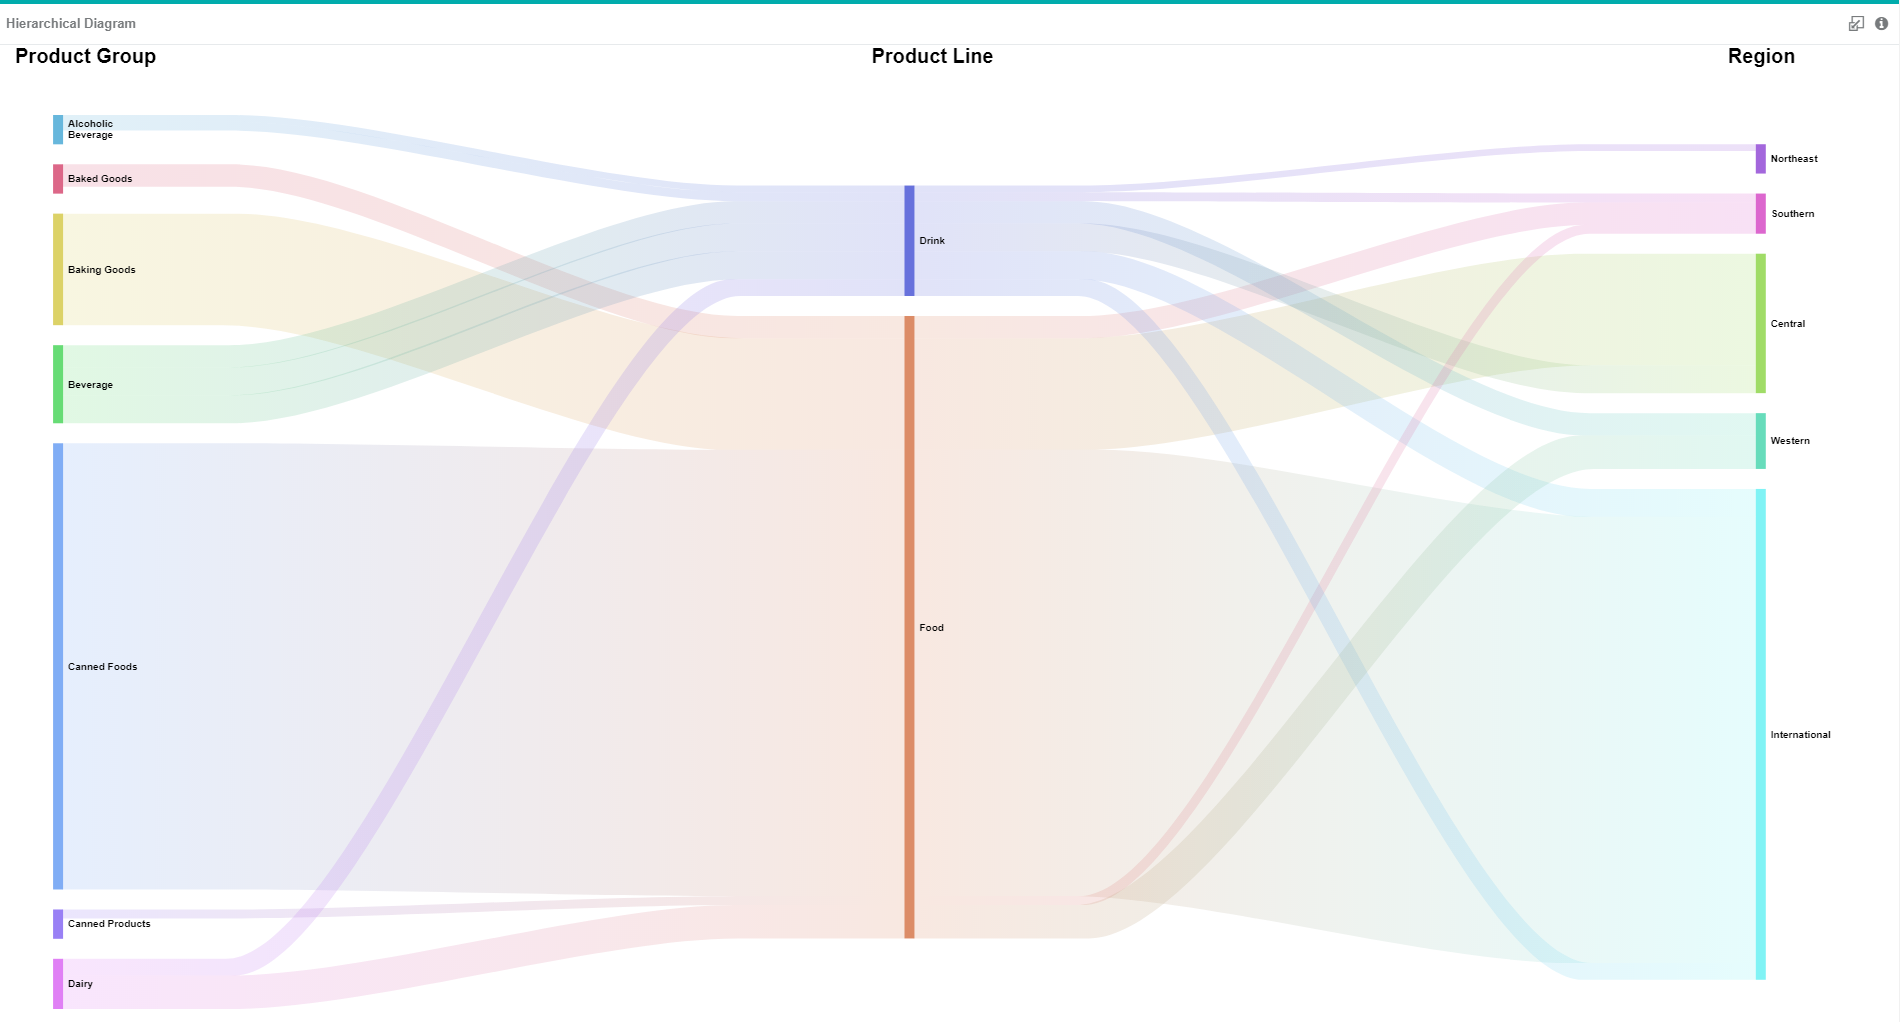 Hierarchical Diagram
Product Group
Product Line
Region
Alcoholic
Beverage
Baked Goods
Baking Goods
Beverage
Canned Foods
Canned Products
Dairy
Drink
Food
Northeast
Southern
Central
Western
International